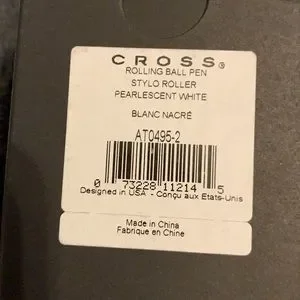 CROSS®
ROLLING BALL PEN
STYLO ROLLER
PEARLESCENT WHITE
BLANC NACRÉ
AT0495-2
0 73228 11214 5
Designed in USA - Conçu aux Etats-Unis
Made in China
Fabrique en Chine